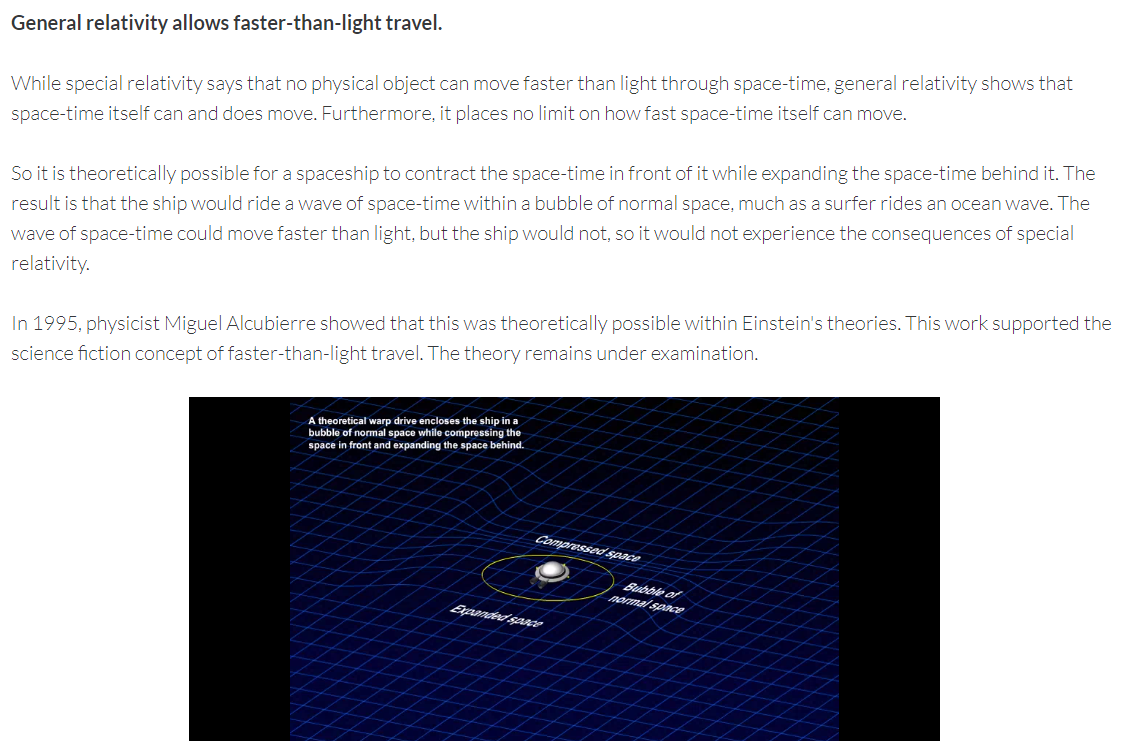 General relativity allows faster-than-light travel.
While special relativity says that no physical object can move faster than light through space-time, general relativity shows that
space-time itself can and does move. Furthermore, it places no limit on how fast space-time itself can move.
So it is theoretically possible for a spaceship to contract the space-time in front of it while expanding the space-time behind it. The
result is that the ship would ride a wave of space-time within a bubble of normal space, much as a surfer rides an ocean wave. The
wave of space-time could move faster than light, but the ship would not, so it would not experience the consequences of special
relativity.
In 1995, physicist Miguel Alcubierre showed that this was theoretically possible within Einstein's theories. This work supported the
science fiction concept of faster-than-light travel. The theory remains under examination.
A theoretical warp drive encloses the ship in a
bubble of normal space while compressing the
space in front and expanding the space behind.
Compressed space
Bubble of
normal space
Expanded space